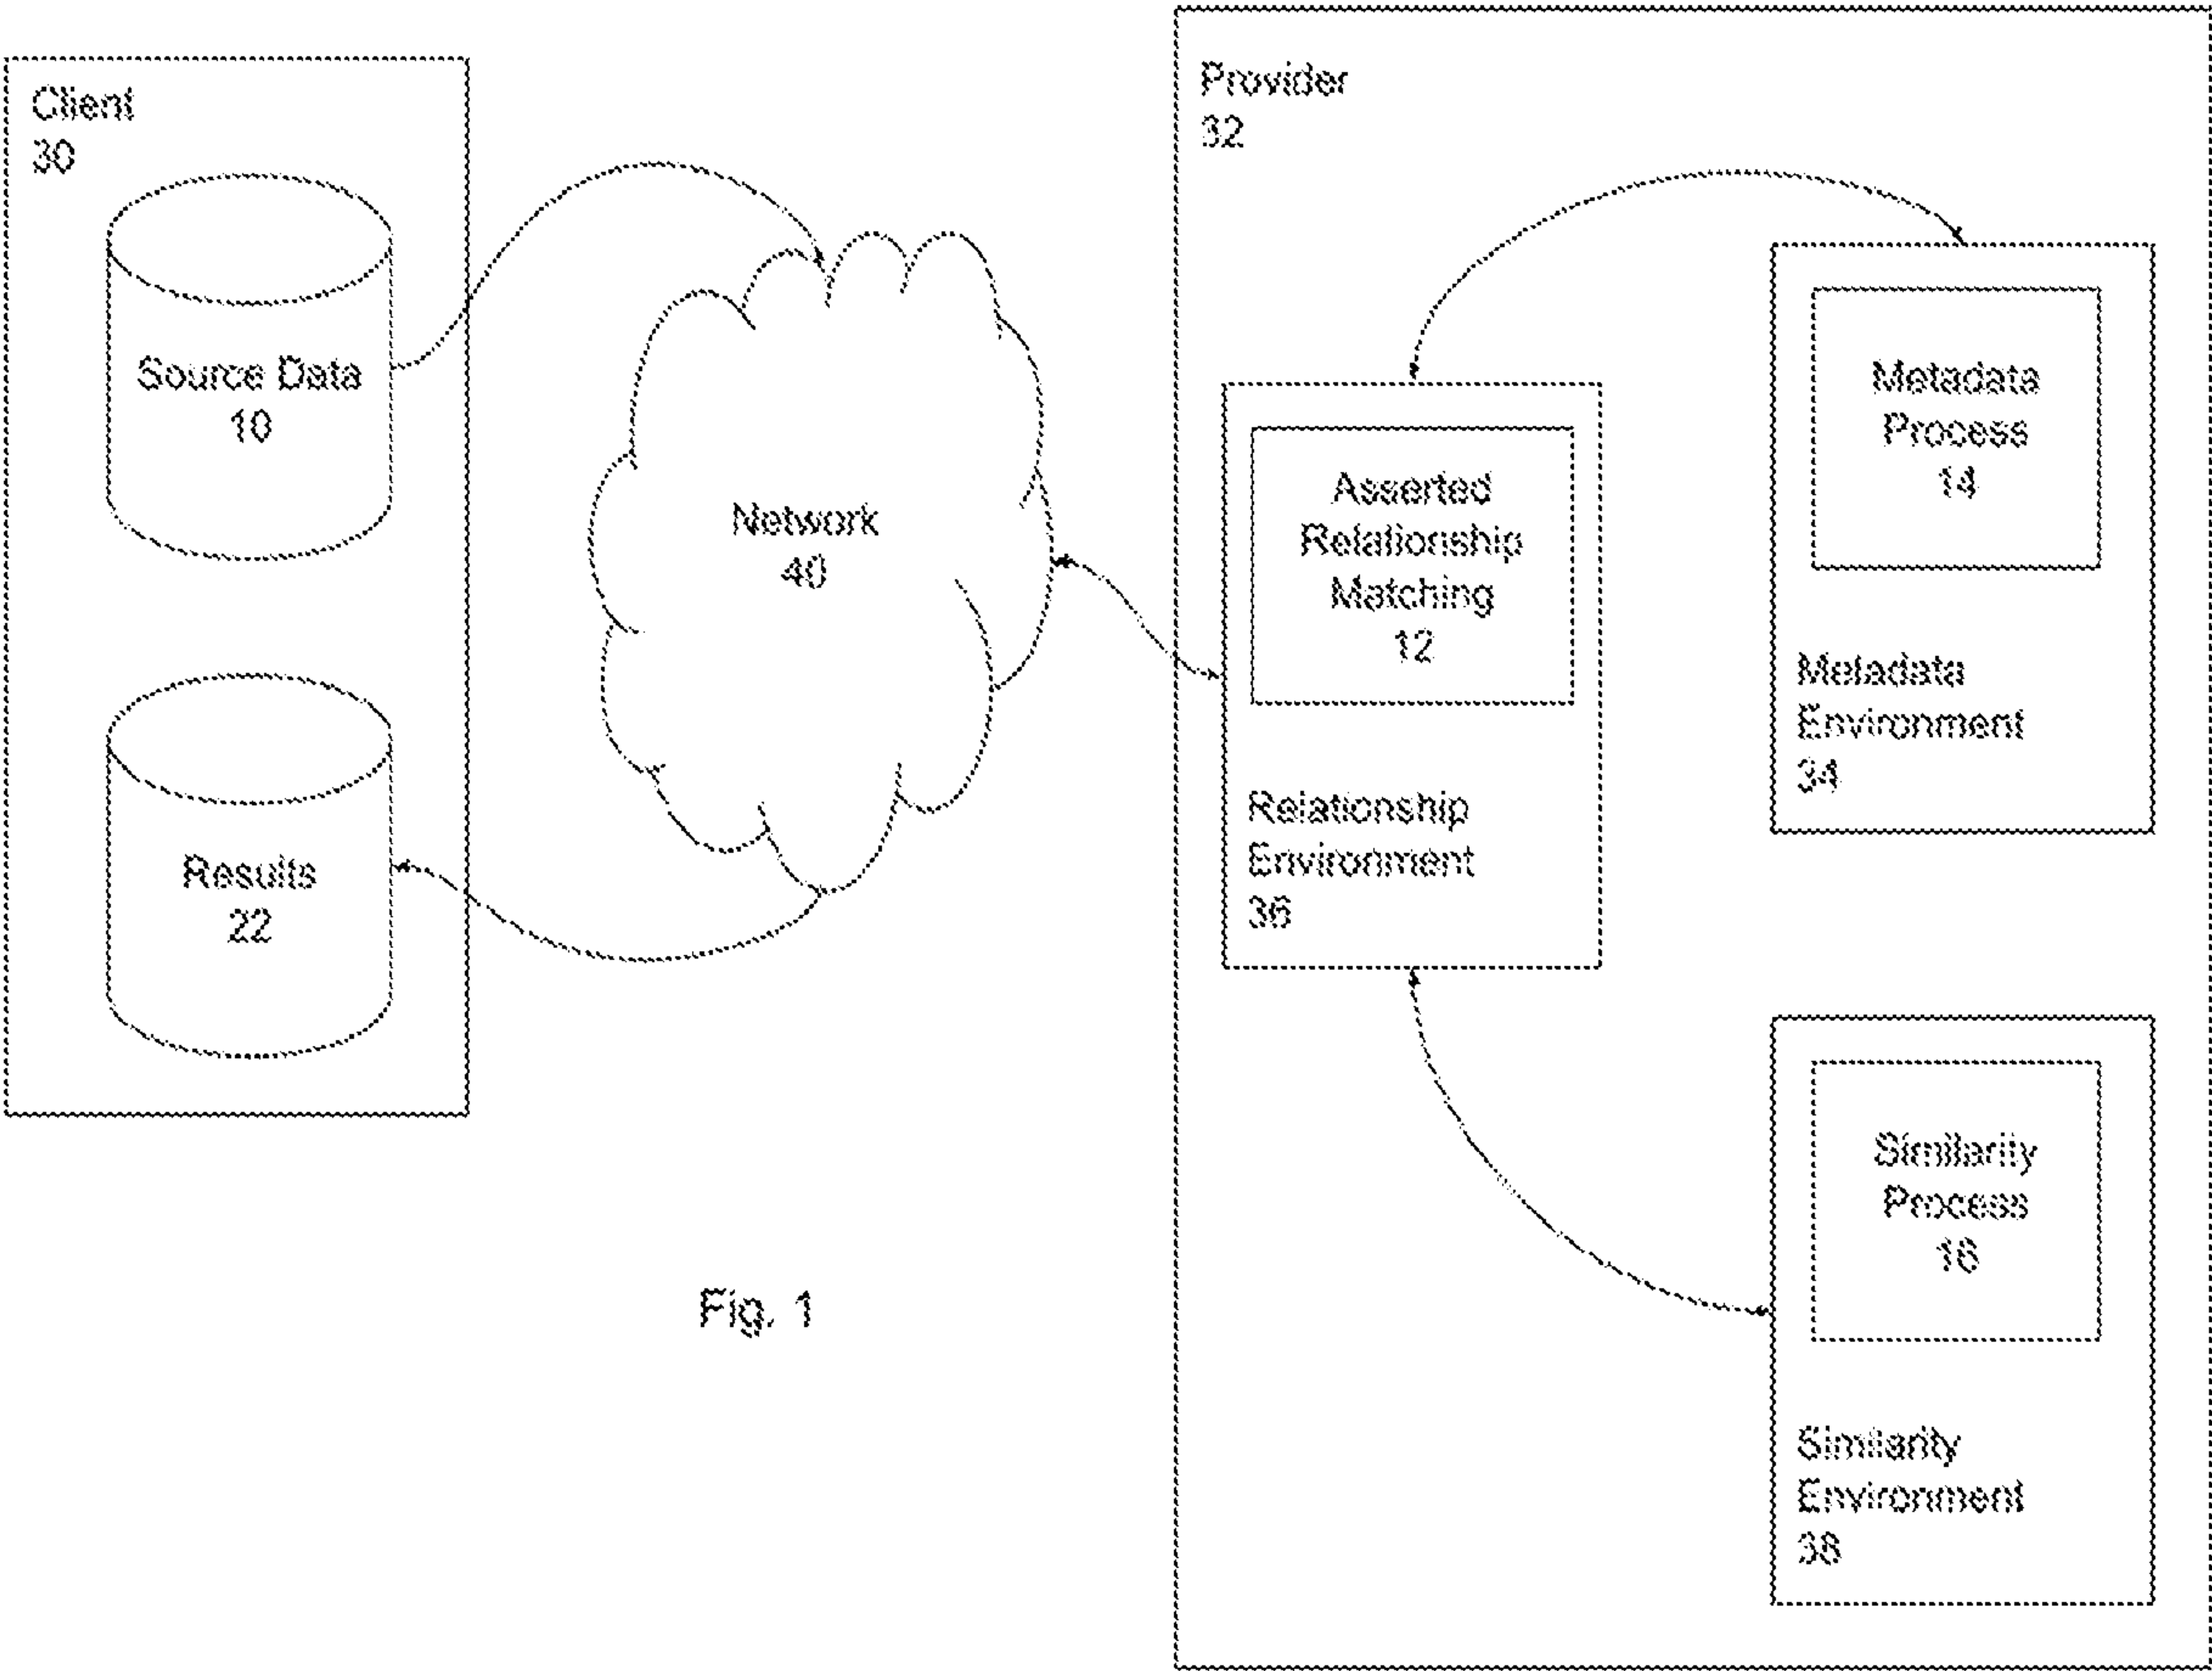 Client
30
Source Data
10
Results
22
Network
40
Provider
32
Asserted
Relationship
Matching
12
Relationship
Environment
36
Metadata
Process
14
Metadata
Environment
34
Similarity
Process
16
Similarity
Environment
38
Fig. 1